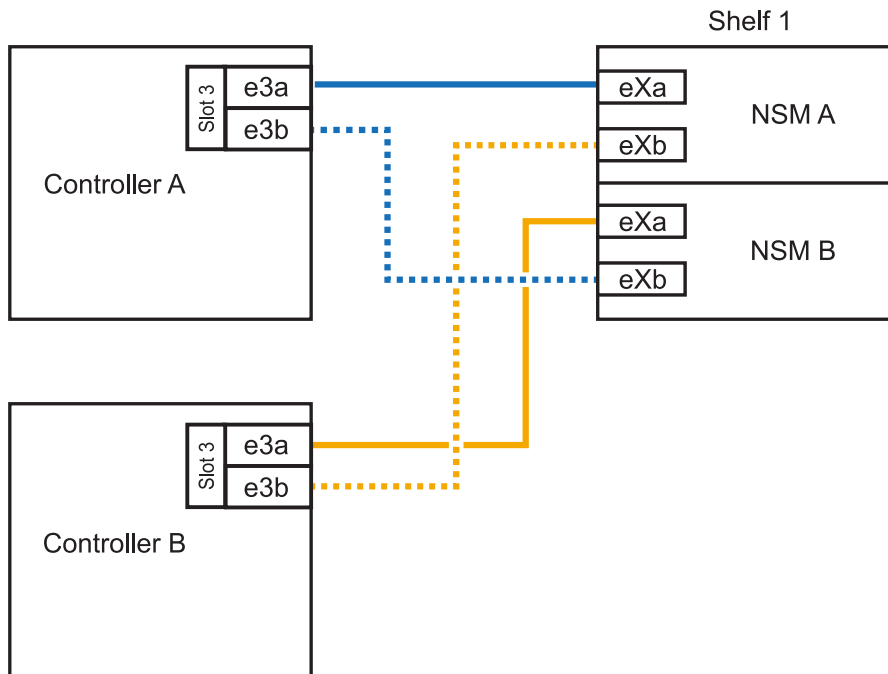 Shelf 1
Slot 3
e3a
e3b
Controller A
eXa
eXb
NSM A
eXa
eXb
NSM B
Slot 3
e3a
e3b
Controller B